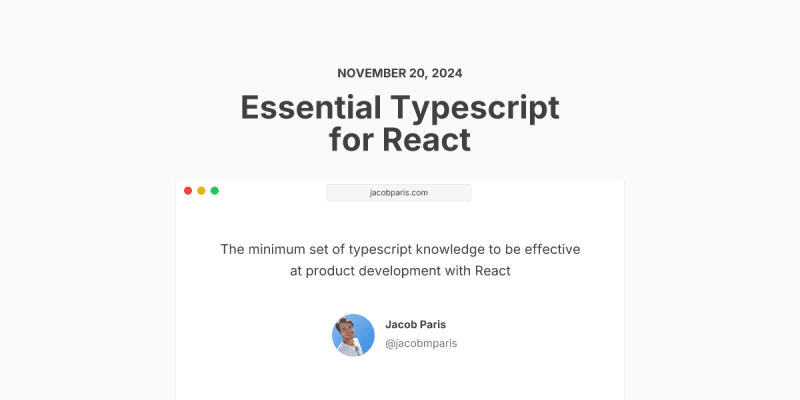 NOVEMBER 20, 2024
Essential Typescript
for React
jacobparis.com
The minimum set of typescript knowledge to be effective
at product development with React
Jacob Paris
@jacobmparis